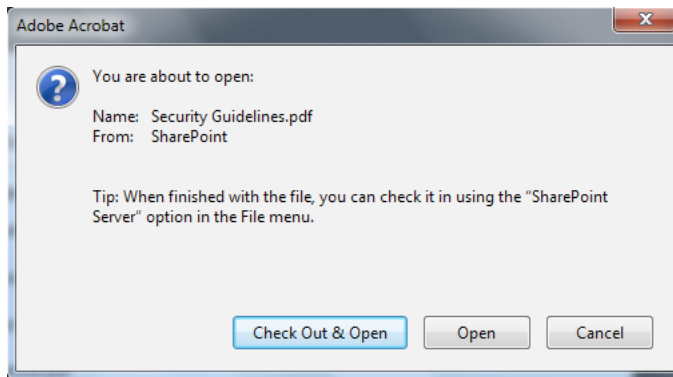 Adobe Acrobat
You are about to open:
Name: Security Guidelines.pdf
From: SharePoint
Tip: When finished with the file, you can check it in using the “SharePoint
Server” option in the File menu.
Check Out & Open
Open
Cancel